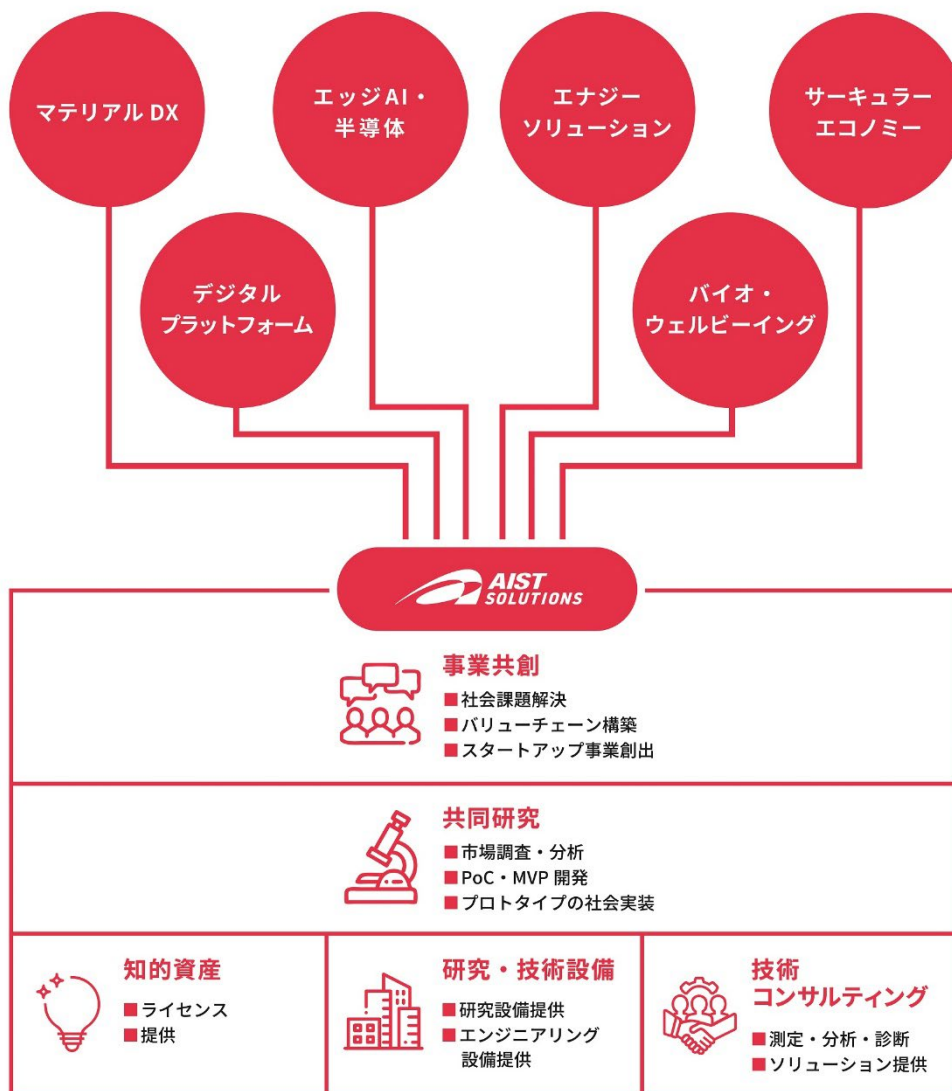 マテリアル DX
エッジ AI・
半導体
エナジー
ソリューション
サーキュラー
エコノミー
デジタル
プラットフォーム
バイオ・
ウェルビーイング
AIST
SOLUTIONS
事業共創
■社会課題解決
■バリューチェーン構築
■スタートアップ事業創出
共同研究
■市場調査・分析
■PoC・MVP 開発
■プロトタイプの社会実装
知的資産
■ライセンス
■提供
研究・技術設備
■研究設備提供
■エンジニアリング
設備提供
技術
コンサルティング
■測定・分析・診断
■ソリューション提供